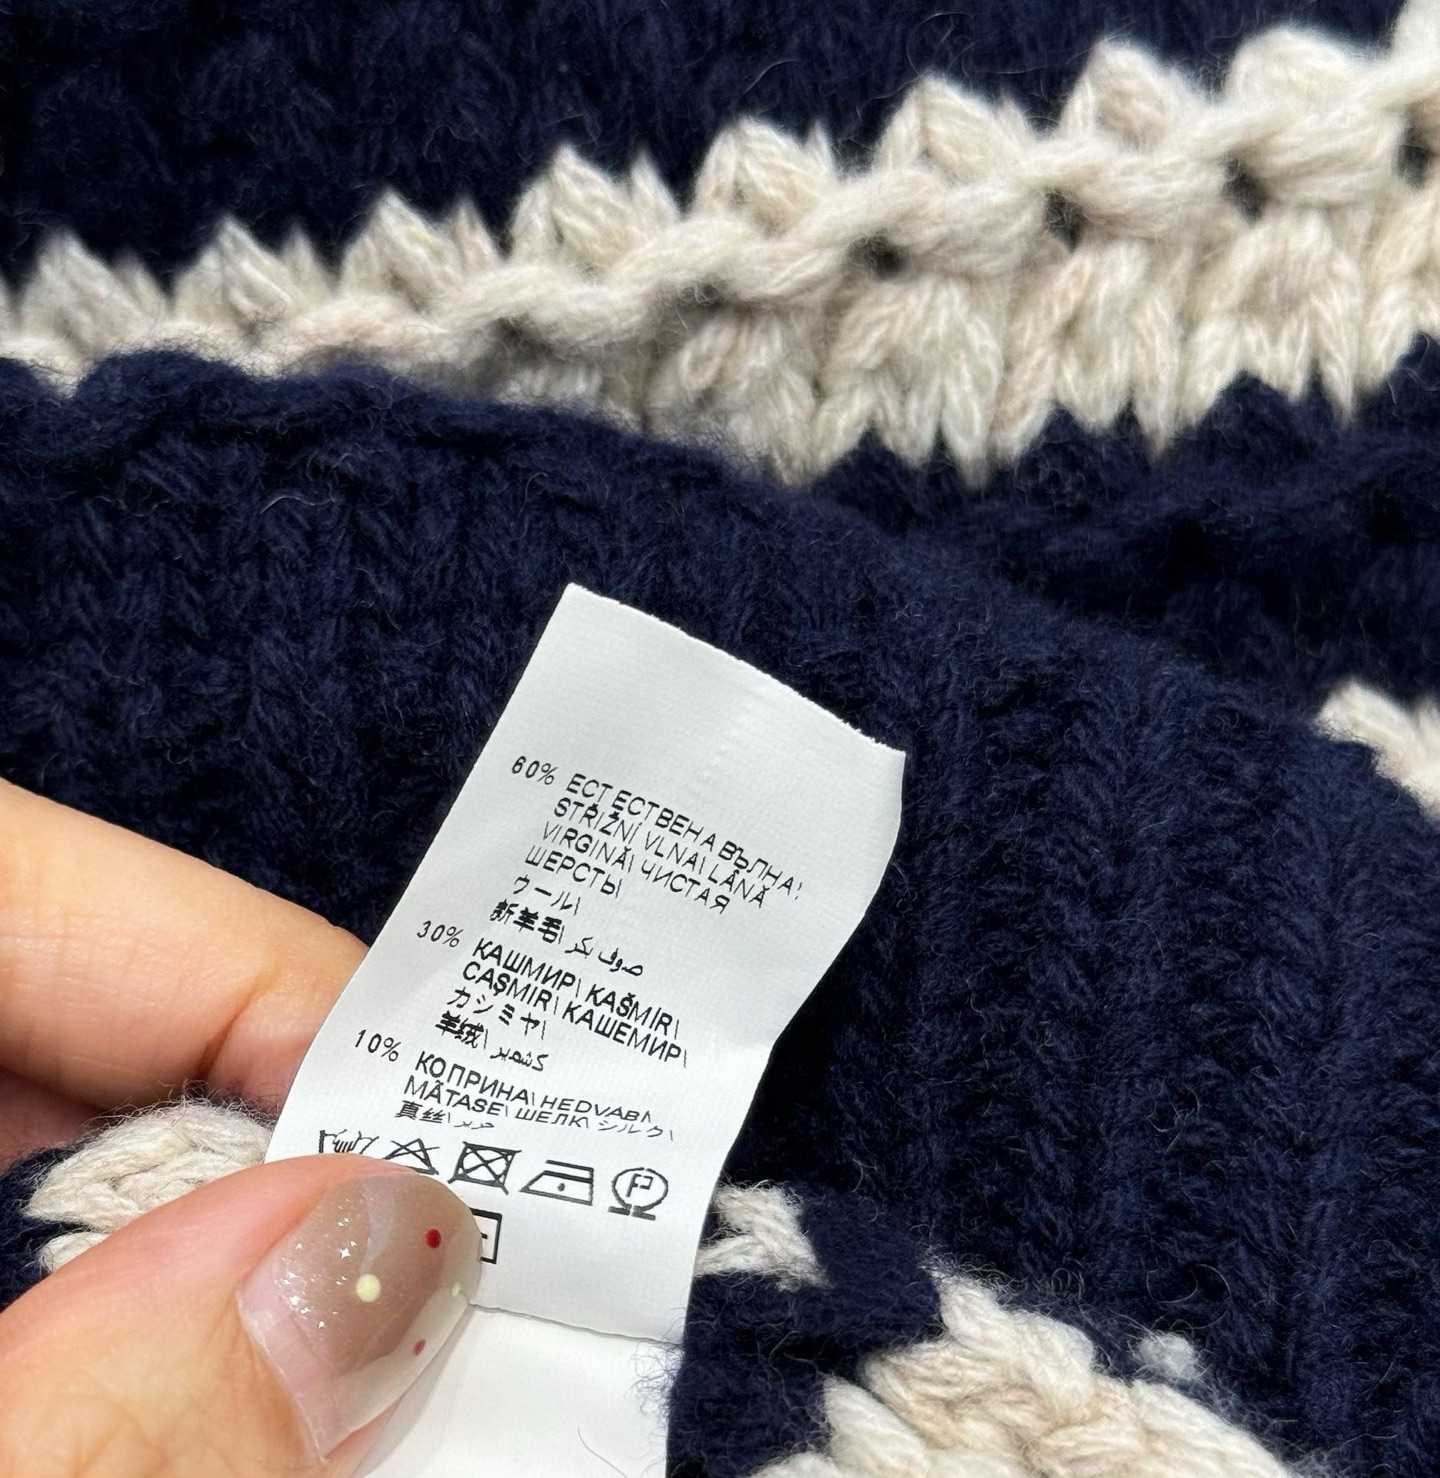 60% ЕСТ ЕСТВЕН А ВЪЛНА\
STŘIŽNÍ VLNA\ LÂNĂ
VIRGINĂ\ ЧИСТАЯ
ШЕРСТЬ\
ウール\
新羊毛\ صوف بكر
30% КАШМИР\ KAŠMÍR\
CAŞMIR\ КАШЕМИР\
カシミヤ\
羊绒\ كشمير
10% КОПРИНА\ HEDVÁBÍ\
MĂTASE\ ШЕЛК\ シルク\
真丝\ حرير
P